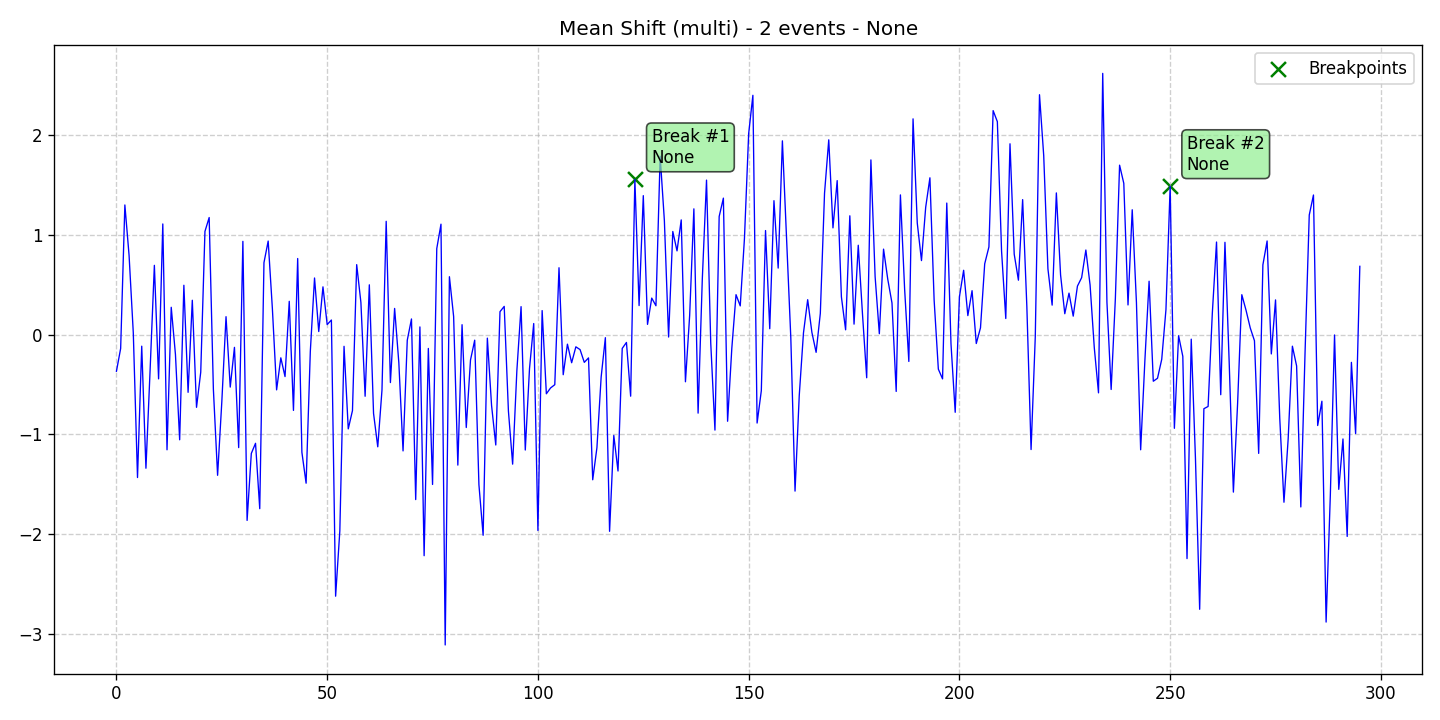 Mean Shift (multi) - 2 events - None
Breakpoints
Break #1
None
Break #2
None
2
1
0
−1
−2
−3
0
50
100
150
200
250
300